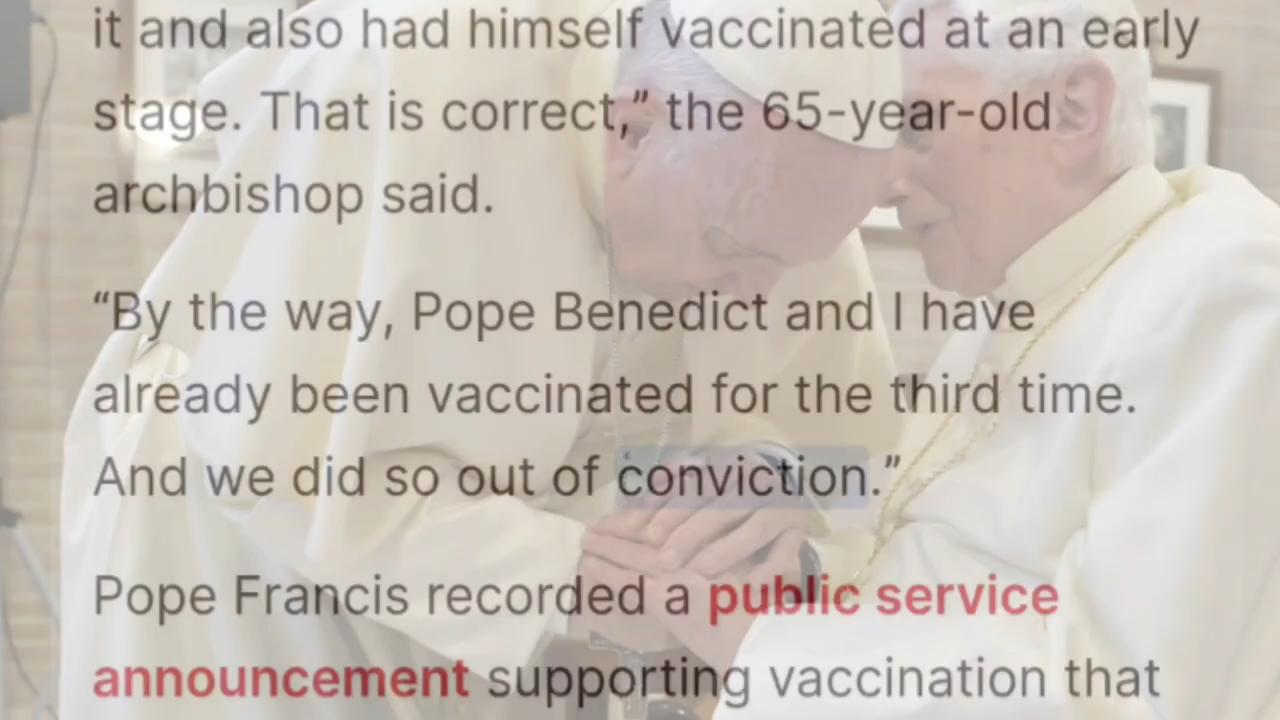 it and also had himself vaccinated at an early
stage. That is correct,” the 65-year-old
archbishop said.
“By the way, Pope Benedict and I have
already been vaccinated for the third time.
And we did so out of conviction.”
Pope Francis recorded a public service
announcement supporting vaccination that